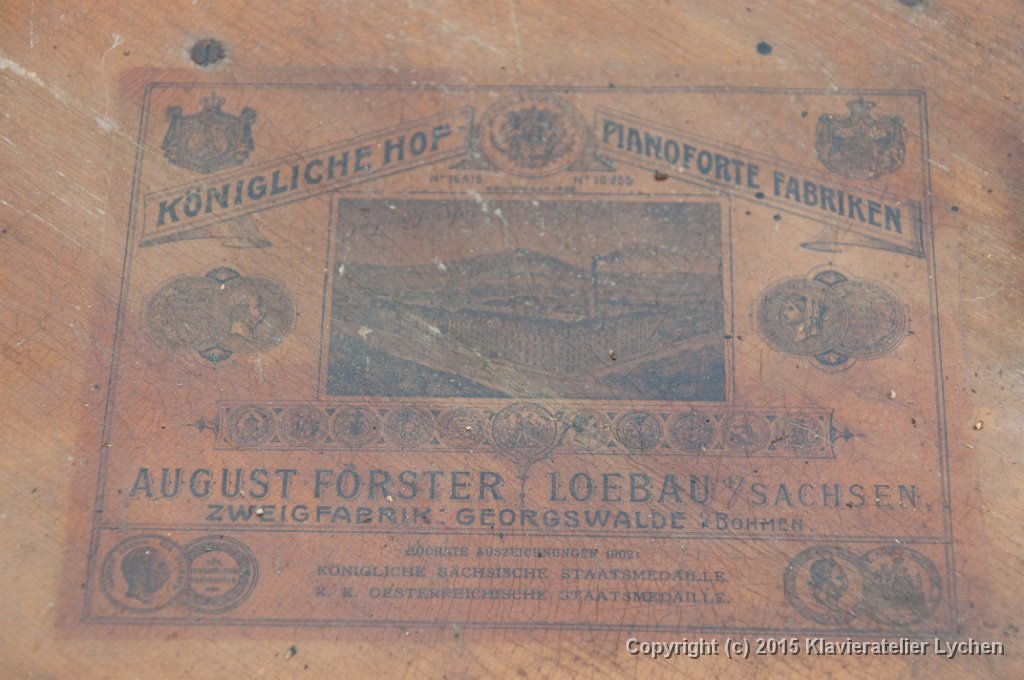 KÖNIGLICHE HOF-
PIANOFORTE FABRIKEN
AUGUST FÖRSTER : LOEBAU i/SACHSEN.
ZWEIGFABRIK: GEORGSWALDE i/BÖHMEN.
HÖCHSTE AUSZEICHNUNGEN 1902:
KÖNIGLICHE SÄCHSISCHE STAATSMEDAILLE.
K. K. OESTERREICHISCHE STAATSMEDAILLE.
Copyright (c) 2015 Klavieratelier Lychen